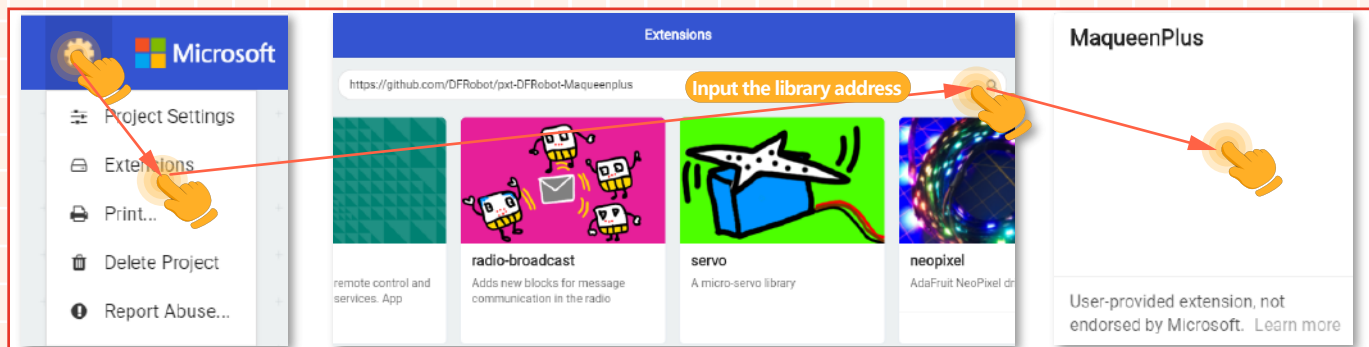 Microsoft
Project Settings
Extensions
Print...
Delete Project
Report Abuse...
Extensions
https://github.com/DFRobot/pxt-DFRobot-Maqueenplus
Input the library address
remote control and
services. App
radio-broadcast
Adds new blocks for message
communication in the radio
servo
A micro-servo library
neopixel
AdaFruit NeoPixel
MaqueenPlus
User-provided extension, not
endorsed by Microsoft. Learn more